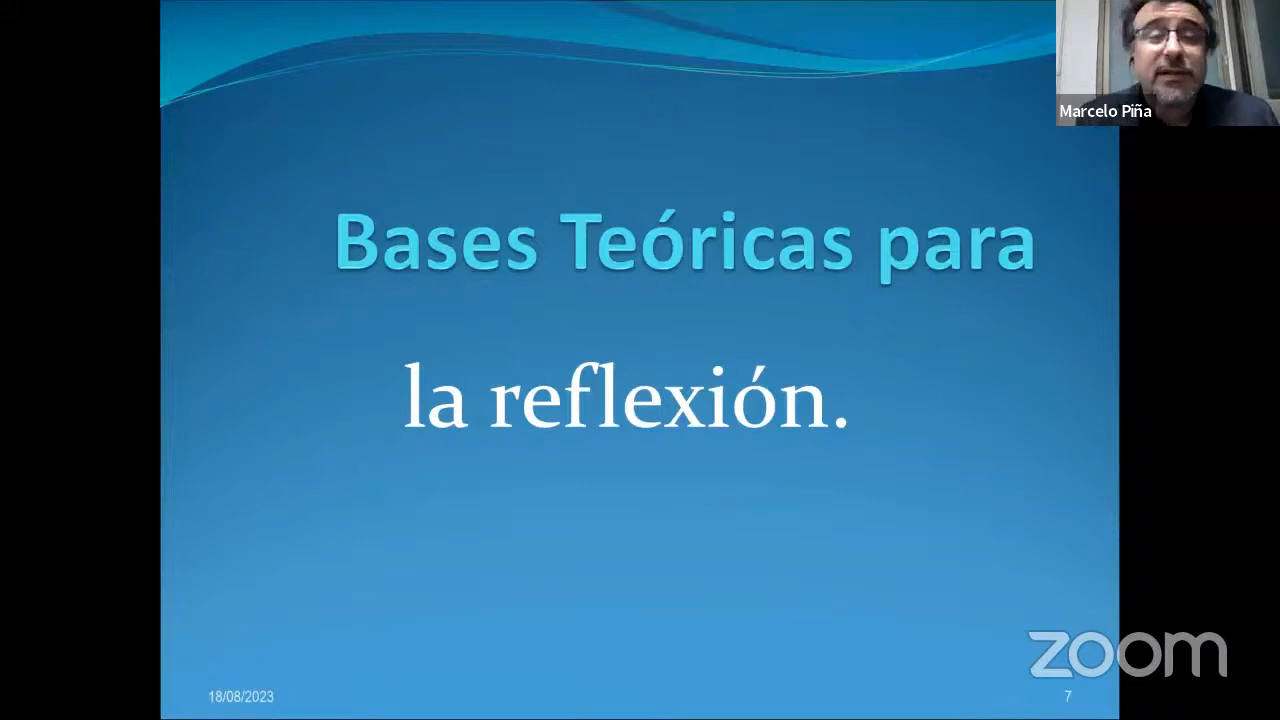 Marcelo Piña
Bases Teóricas para
la reflexión.
zoom
18/08/2023
7